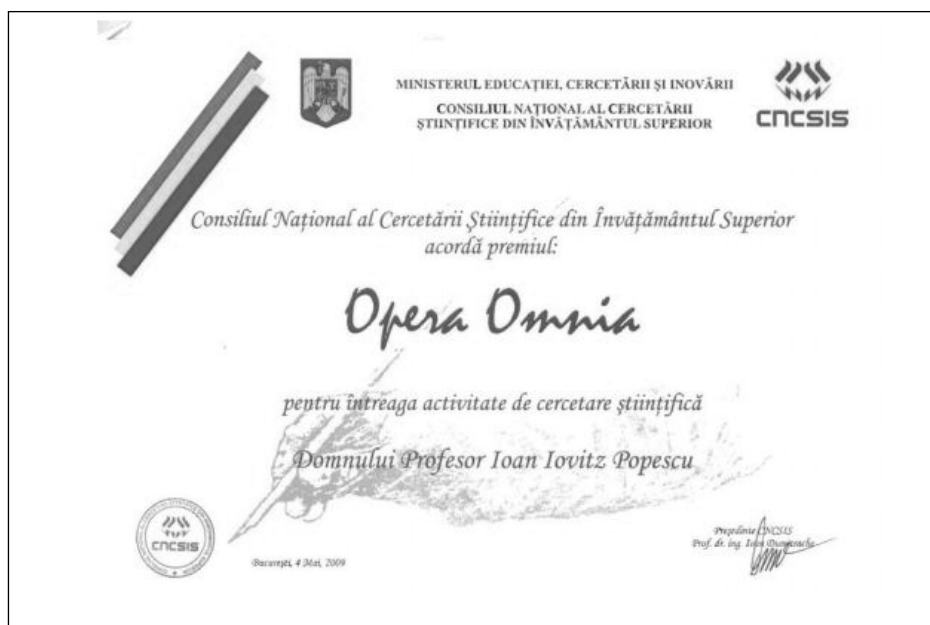 MINISTERUL EDUCAȚIEI, CERCETĂRII ȘI INOVĂRII
CONSILIUL NAȚIONAL AL CERCETĂRII
ȘTIINȚIFICE DIN ÎNVĂȚĂMÂNTUL SUPERIOR
CNCSIS
Consiliul Național al Cercetării Științifice din Învățământul Superior
acordă premiul:
Opera Omnia
pentru întreaga activitate de cercetare științifică
Domnului Profesor Ioan Iovitz Popescu
CNCSIS
București, 4 Mai, 2009
Președinte CNCSIS
Prof. dr. ing. Ioan Dumitrache